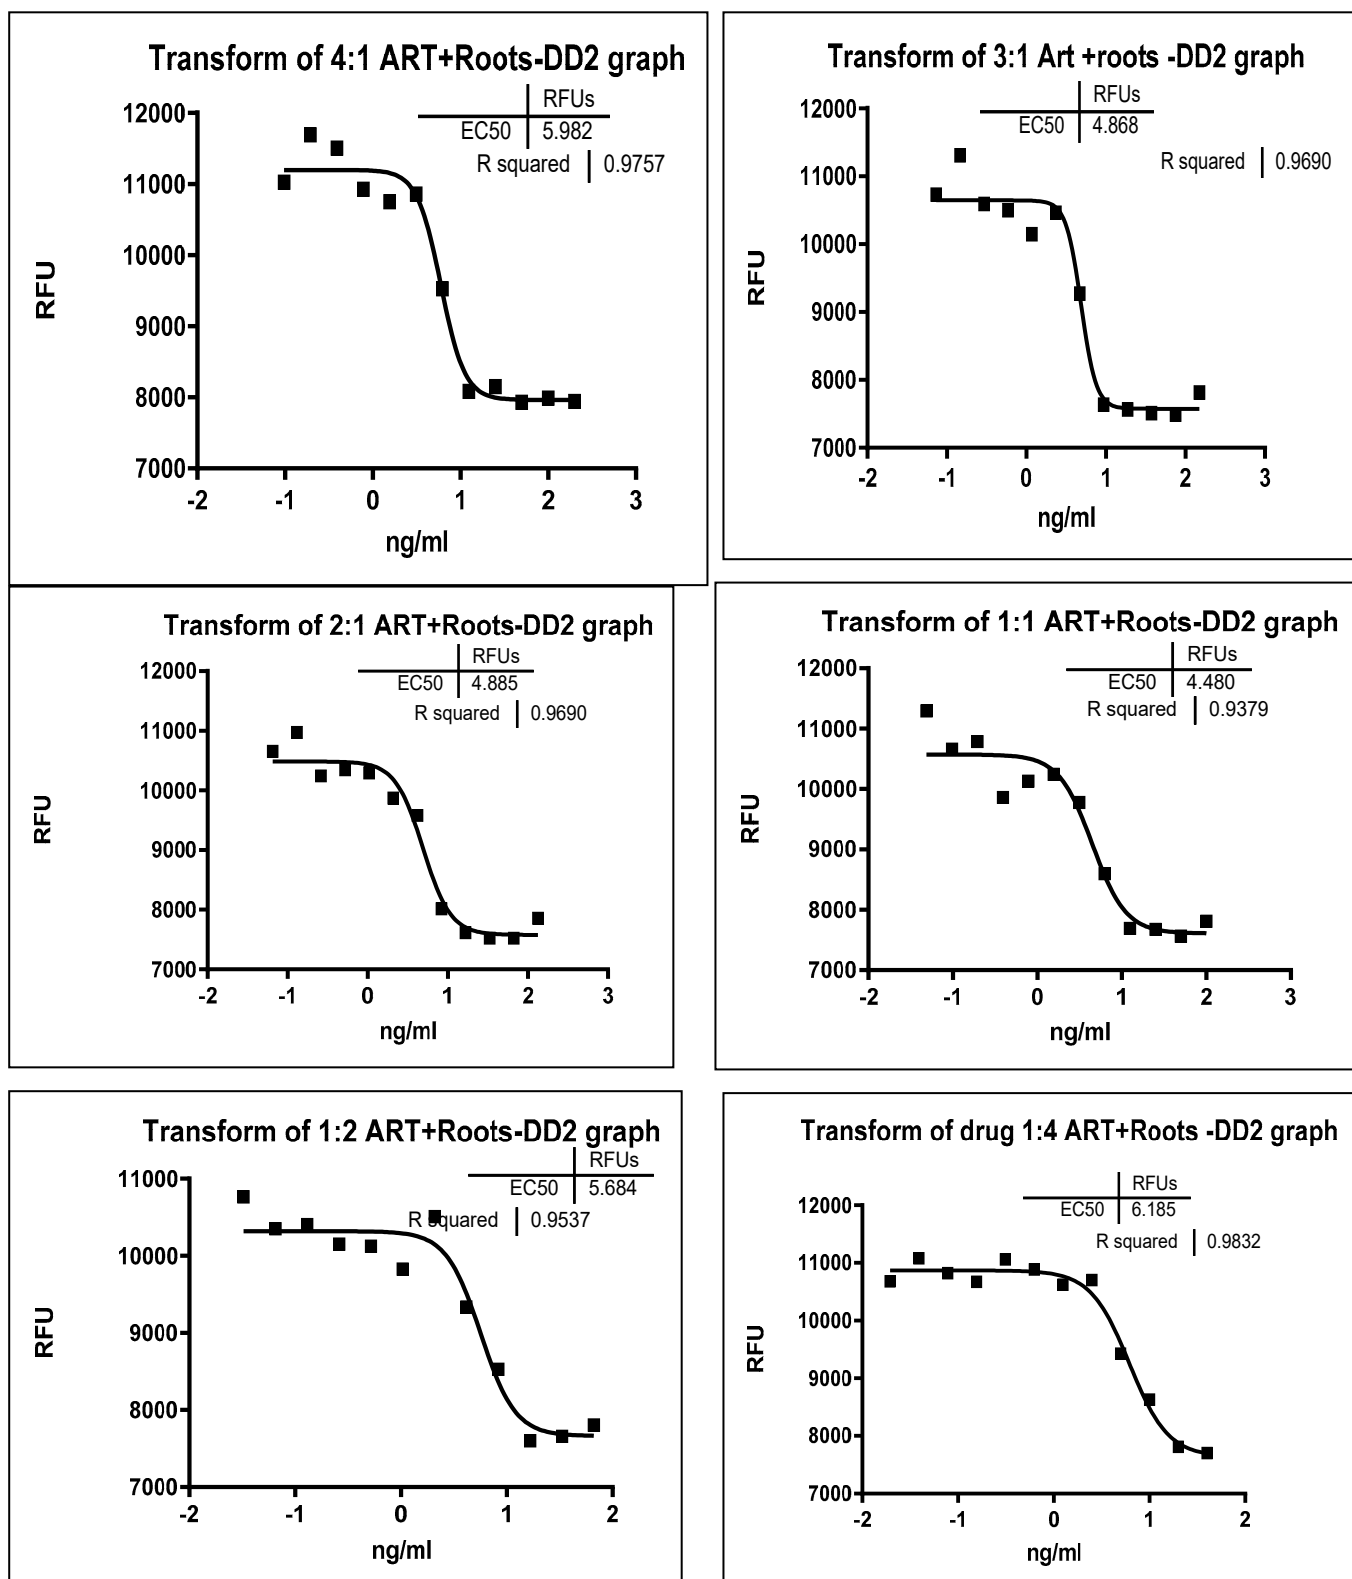 Transform of 4:1 ART+Roots-DD2 graph
RFUs
EC50 5.982
R squared 0.9757
12000
11000
10000
9000
8000
7000
RFU
-2 -1 0 1 2 3
ng/ml
Transform of 3:1 Art +roots -DD2 graph
RFUs
EC50 4.868
R squared 0.9690
12000
11000
10000
9000
8000
7000
RFU
-2 -1 0 1 2 3
ng/ml
Transform of 2:1 ART+Roots-DD2 graph
RFUs
EC50 4.885
R squared 0.9690
12000
11000
10000
9000
8000
7000
RFU
-2 -1 0 1 2 3
ng/ml
Transform of 1:1 ART+Roots-DD2 graph
RFUs
EC50 4.480
R squared 0.9379
12000
11000
10000
9000
8000
7000
RFU
-2 -1 0 1 2 3
ng/ml
Transform of 1:2 ART+Roots-DD2 graph
RFUs
EC50 5.684
R squared 0.9537
11000
10000
9000
8000
7000
RFU
-2 -1 0 1 2
ng/ml
Transform of drug 1:4 ART+Roots -DD2 graph
RFUs
EC50 6.185
R squared 0.9832
12000
11000
10000
9000
8000
7000
RFU
-2 -1 0 1 2
ng/ml